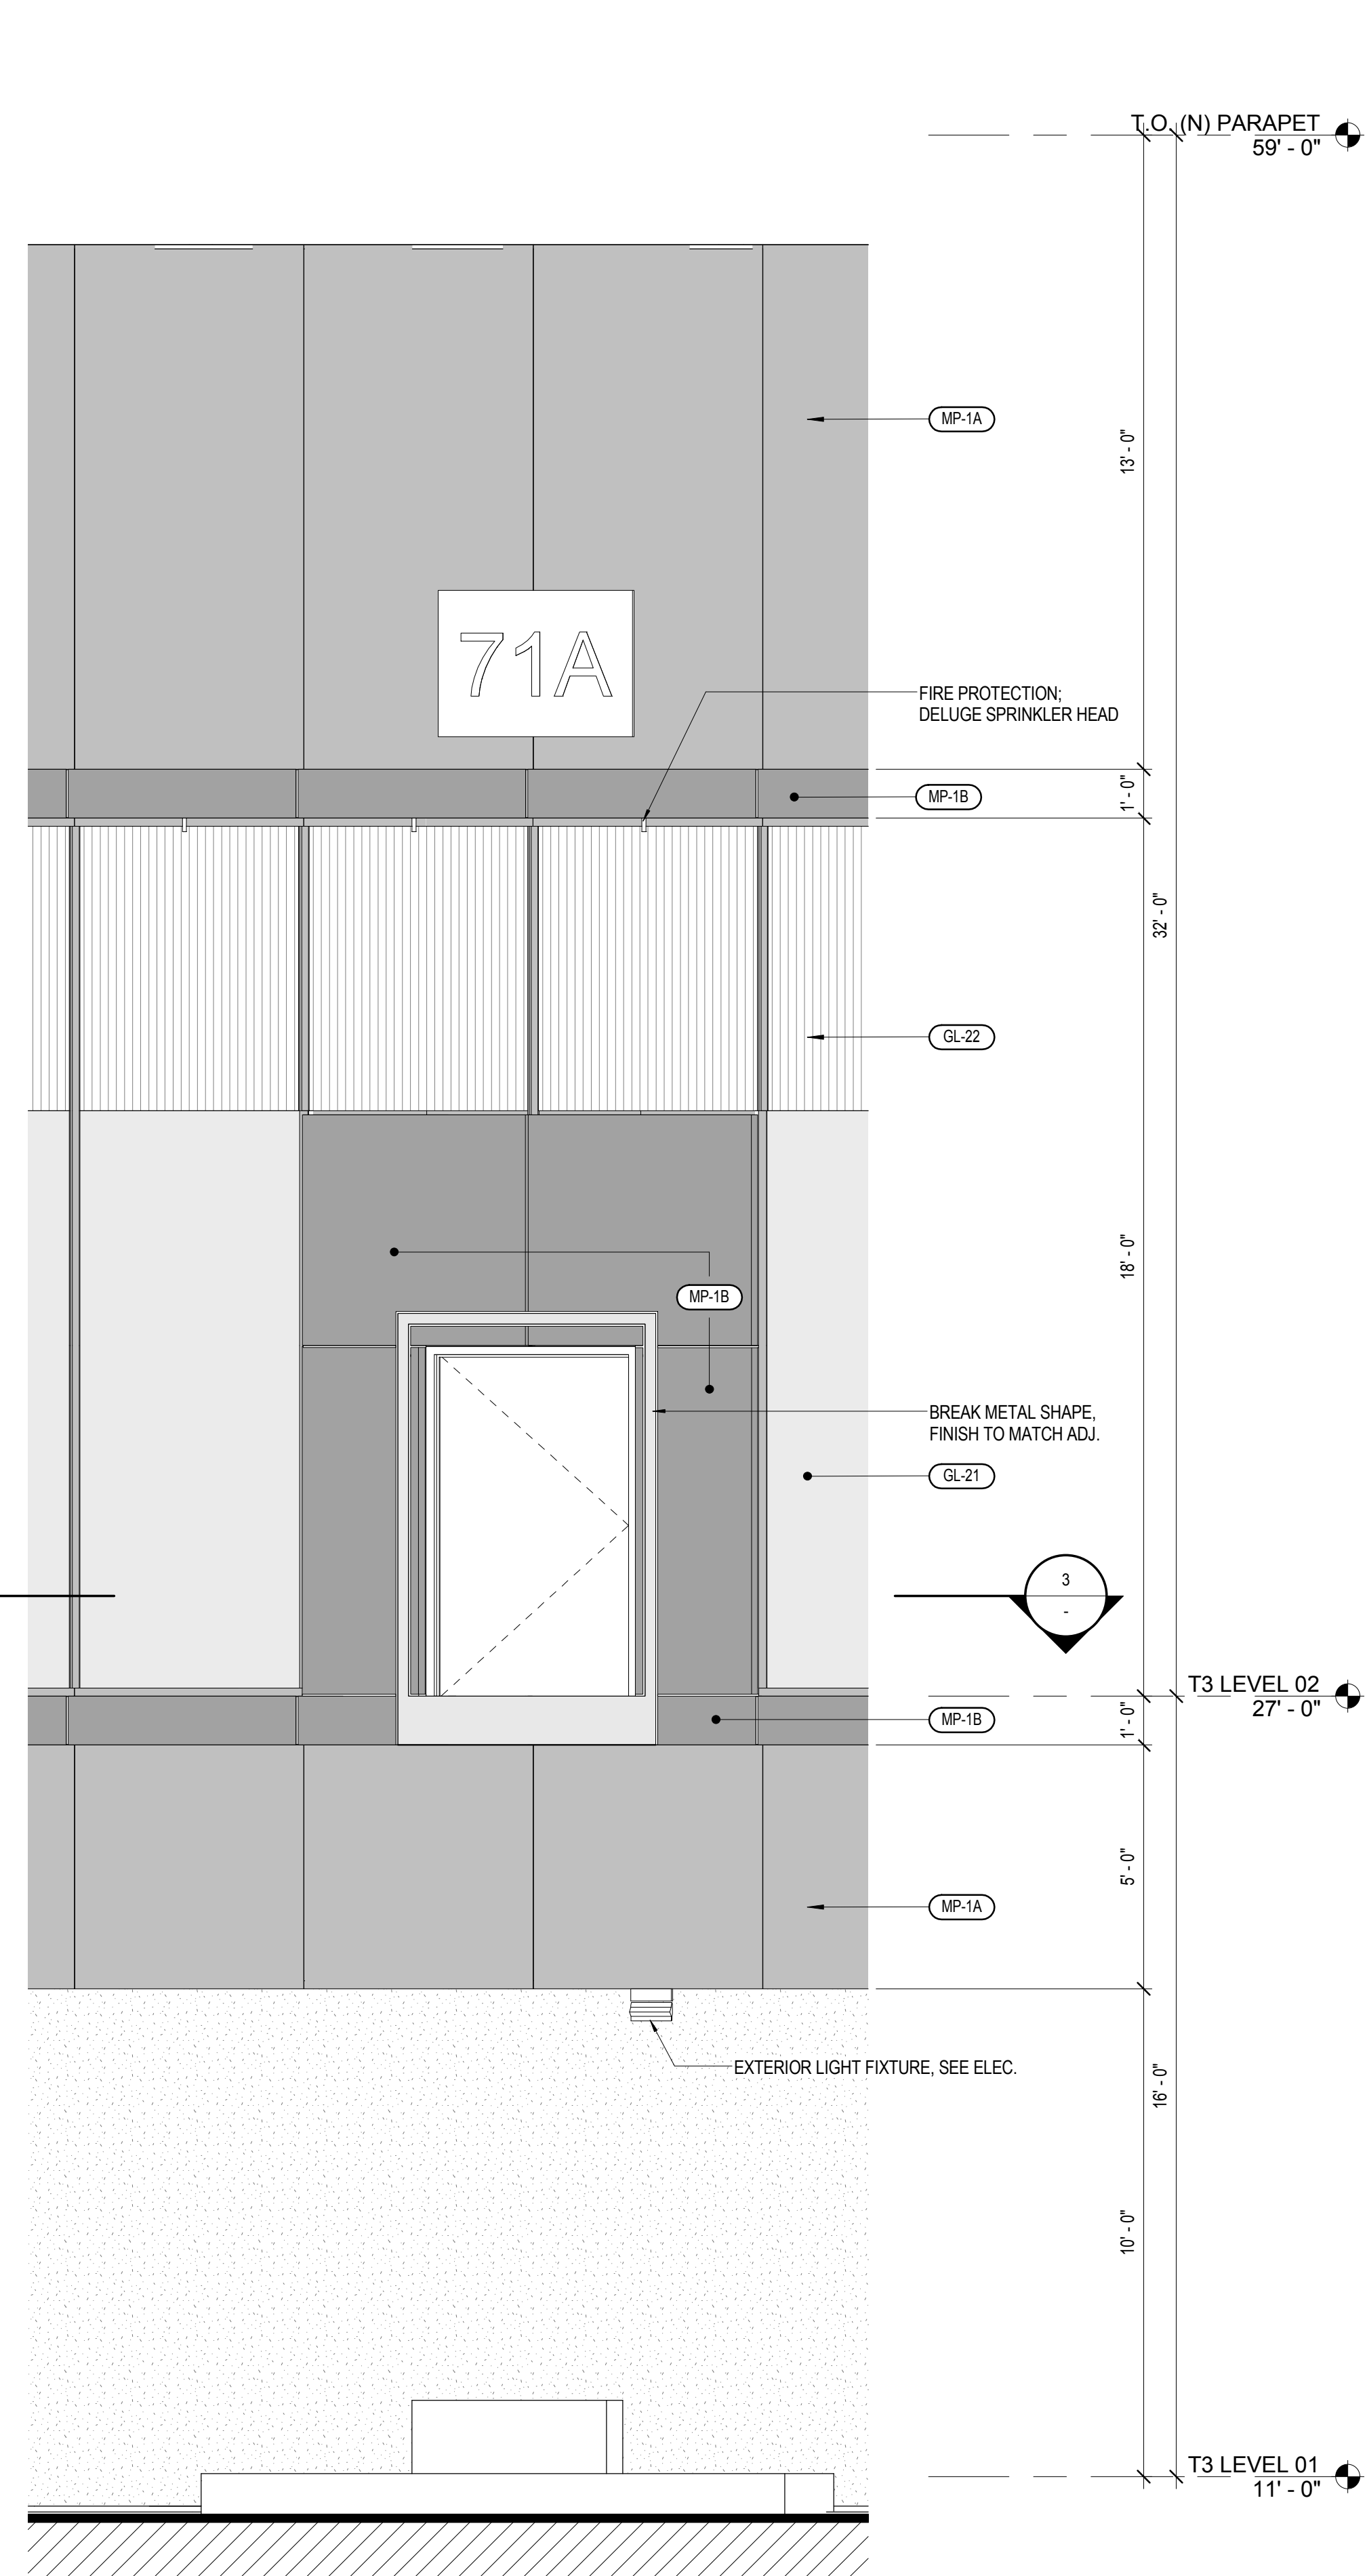 T.O. (N) PARAPET
59' - 0"
MP-1A
13' - 0"
71A
FIRE PROTECTION;
DELUGE SPRINKLER HEAD
MP-1B
1' - 0"
32' - 0"
GL-22
18' - 0"
MP-1B
BREAK METAL SHAPE,
FINISH TO MATCH ADJ.
GL-21
3
-
T3 LEVEL 02
27' - 0"
MP-1B
1' - 0"
5' - 0"
MP-1A
EXTERIOR LIGHT FIXTURE, SEE ELEC.
16' - 0"
10' - 0"
T3 LEVEL 01
11' - 0"